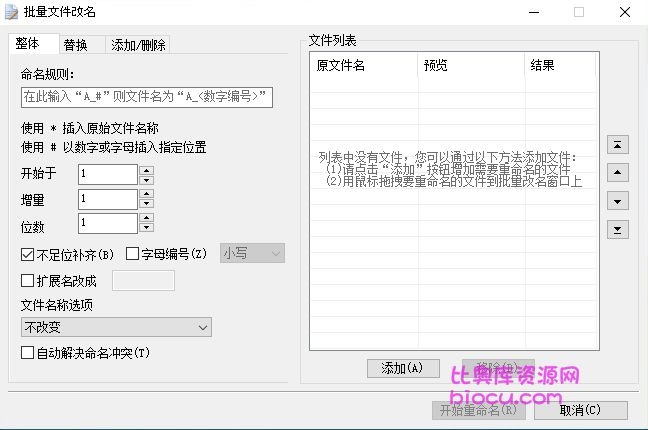 批量文件改名
整体 替换 添加/删除
命名规则:
在此输入“A_#”则文件名为“A_<数字编号>”
使用 * 插入原始文件名称
使用 # 以数字或字母插入指定位置
开始于 1
增量 1
位数 1
不足位补齐(B) 字母编号(Z) 小写
扩展名改成
文件名称选项
不改变
自动解决命名冲突(T)
文件列表
原文件名 预览 结果
列表中没有文件，您可以通过以下方法添加文件:
(1)请点击“添加”按钮增加需要重命名的文件
(2)用鼠标拖拽要重命名的文件到批量改名窗口上
添加(A) 移除(D)
比奥库资源网
biocu.com
开始重命名(R) 取消(C)